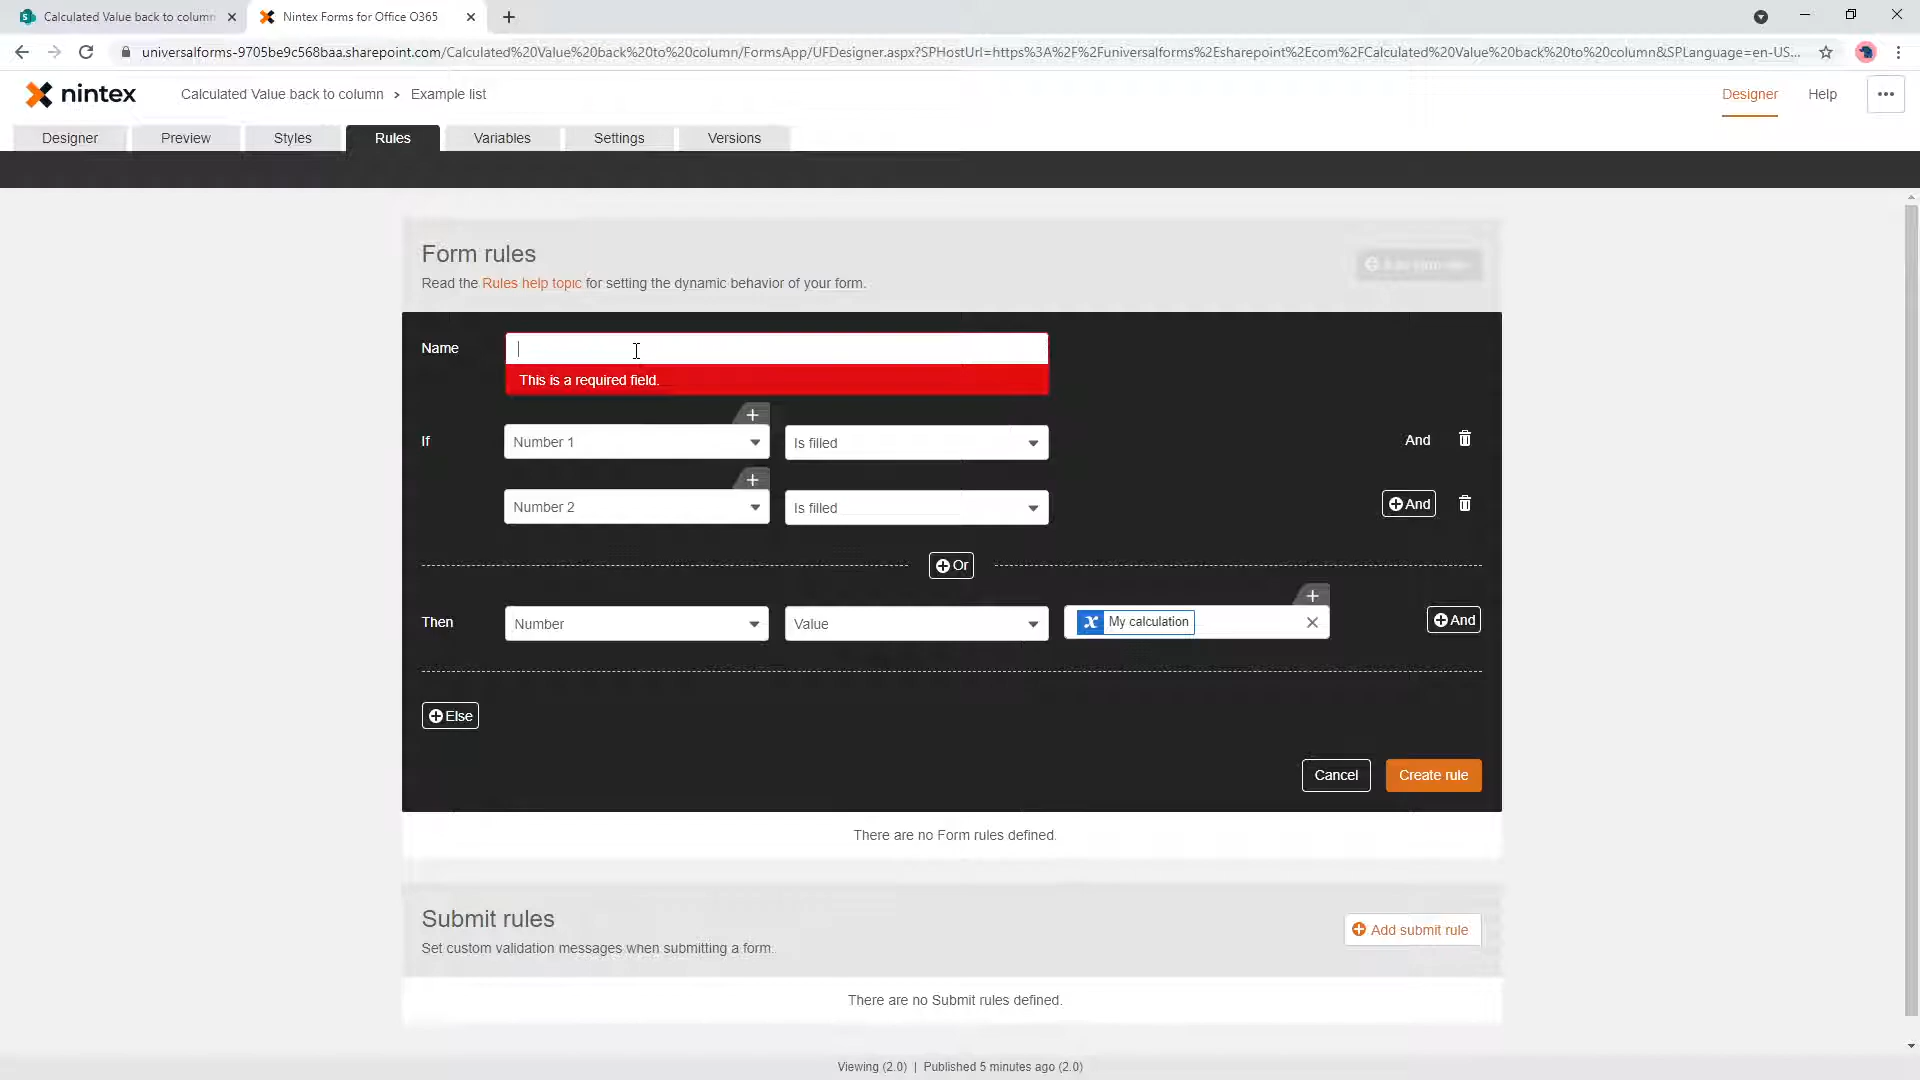 Calculated Value back to column
Nintex Forms for Office O365
universalforms-9705be9c568baa.sharepoint.com/Calculated%20Value%20back%20to%20column/FormsApp/UFDesigner.aspx?SPHostUrl=https%3A%2F%2Funiversalforms%2Esharepoint%2Ecom%2FCalculated%20Value%20back%20to%20column&SPLanguage=en-US...
nintex
Calculated Value back to column > Example list
Designer
Help
Designer
Preview
Styles
Rules
Variables
Settings
Versions
Form rules
Read the Rules help topic for setting the dynamic behavior of your form.
Name
This is a required field.
If
Number 1
Is filled
And
Number 2
Is filled
And
Or
Then
Number
Value
x My calculation
And
Else
Cancel
Create rule
There are no Form rules defined.
Submit rules
Set custom validation messages when submitting a form.
Add submit rule
There are no Submit rules defined.
Viewing (2.0) | Published 5 minutes ago (2.0)